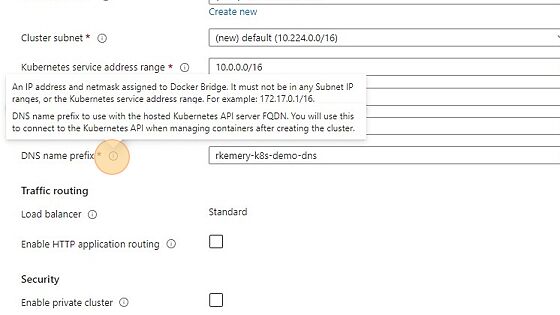 Create new
Cluster subnet *
(new) default (10.224.0.0/16)
Kubernetes service address range *
10.0.0.0/16
An IP address and netmask assigned to Docker Bridge. It must not be in any Subnet IP
ranges, or the Kubernetes service address range. For example: 172.17.0.1/16.
DNS name prefix to use with the hosted Kubernetes API server FQDN. You will use this
to connect to the Kubernetes API when managing containers after creating the cluster.
DNS name prefix *
rkemery-k8s-demo-dns
Traffic routing
Load balancer
Standard
Enable HTTP application routing
Security
Enable private cluster